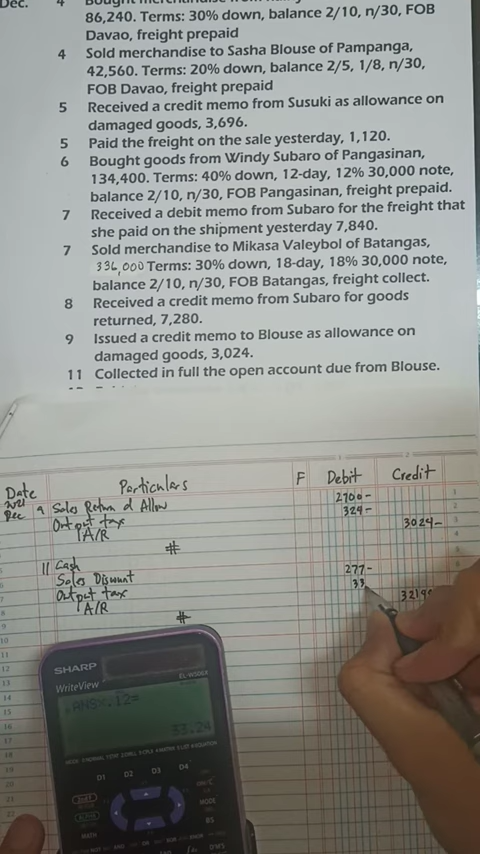 Dec. 4
86,240. Terms: 30% down, balance 2/10, n/30, FOB
Davao, freight prepaid
4 Sold merchandise to Sasha Blouse of Pampanga,
42,560. Terms: 20% down, balance 2/5, 1/8, n/30,
FOB Davao, freight prepaid
5 Received a credit memo from Susuki as allowance on
damaged goods, 3,696.
5 Paid the freight on the sale yesterday, 1,120.
6 Bought goods from Windy Subaro of Pangasinan,
134,400. Terms: 40% down, 12-day, 12% 30,000 note,
balance 2/10, n/30, FOB Pangasinan, freight prepaid.
7 Received a debit memo from Subaro for the freight that
she paid on the shipment yesterday 7,840.
7 Sold merchandise to Mikasa Valeybol of Batangas,
336,000 Terms: 30% down, 18-day, 18% 30,000 note,
balance 2/10, n/30, FOB Batangas, freight collect.
8 Received a credit memo from Subaro for goods
returned, 7,280.
9 Issued a credit memo to Blouse as allowance on
damaged goods, 3,024.
11 Collected in full the open account due from Blouse.
Date Particulars F Debit Credit
Dec 9 Sales Return & Allow 2700-
Output tax 324-
A/R 3024-
#
11 Cash
Sales Discount 277-
Output tax 33
A/R
#
SHARP
WriteView
EL-W506X
ANS×.12=
33.24
D1 D2 D3 D4
MODE
BS